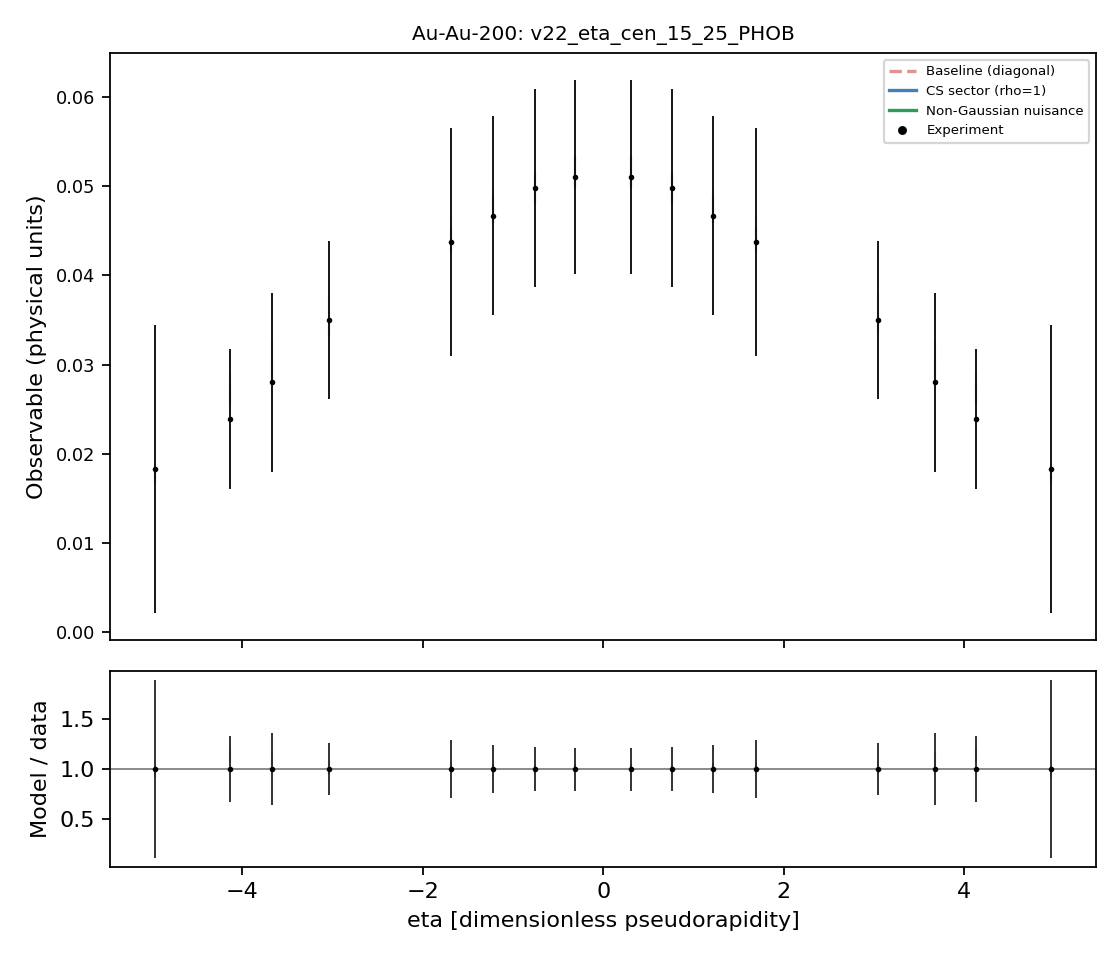 Au-Au-200: v22_eta_cen_15_25_PHOB
Baseline (diagonal)
CS sector (rho=1)
Non-Gaussian nuisance
Experiment
Observable (physical units)
0.06
0.05
0.04
0.03
0.02
0.01
0.00
Model / data
1.5
1.0
0.5
−4 −2 0 2 4
eta [dimensionless pseudorapidity]